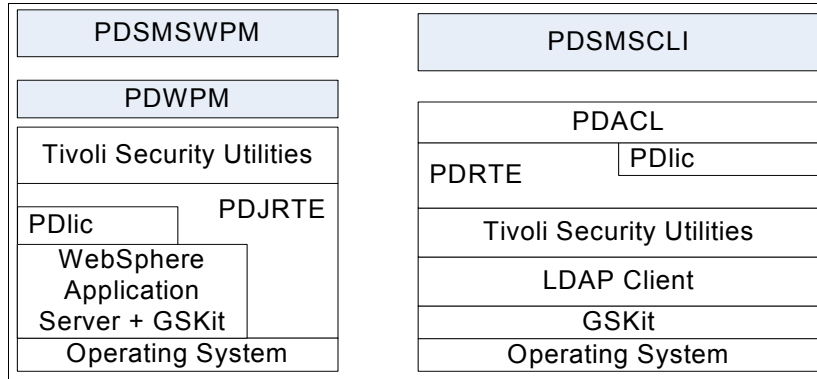 PDSMSWPM
PDWPM
Tivoli Security Utilities
PDJRTE
PDlic
WebSphere
Application
Server + GSKit
Operating System
PDSMSCLI
PDACL
PDlic
PDRTE
Tivoli Security Utilities
LDAP Client
GSKit
Operating System